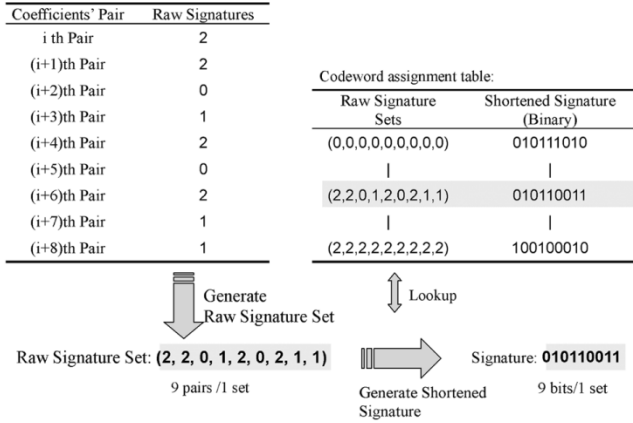 Coefficients' Pair Raw Signatures
i th Pair 2
(i+1)th Pair 2
(i+2)th Pair 0
(i+3)th Pair 1
(i+4)th Pair 2
(i+5)th Pair 0
(i+6)th Pair 2
(i+7)th Pair 1
(i+8)th Pair 1
Codeword assignment table:
Raw Signature Sets Shortened Signature (Binary)
(0,0,0,0,0,0,0,0,0) 010111010
| |
(2,2,0,1,2,0,2,1,1) 010110011
| |
(2,2,2,2,2,2,2,2,2) 100100010
Generate
Raw Signature Set
Lookup
Raw Signature Set: (2, 2, 0, 1, 2, 0, 2, 1, 1)
9 pairs /1 set
Generate Shortened
Signature
Signature: 010110011
9 bits/1 set